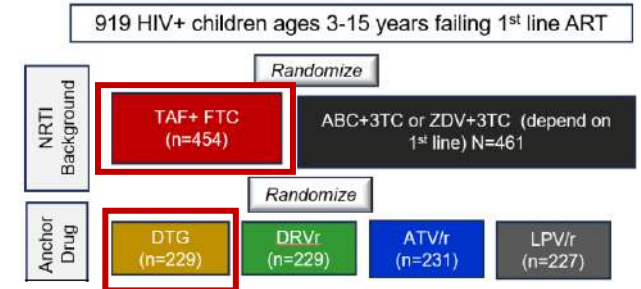 919 HIV+ children ages 3-15 years failing 1st line ART
Randomize
NRTI
Background
TAF+ FTC
(n=454)
ABC+3TC or ZDV+3TC (depend on
1st line) N=461
Randomize
Anchor
Drug
DTG
(n=229)
DRVr
(n=229)
ATV/r
(n=231)
LPV/r
(n=227)